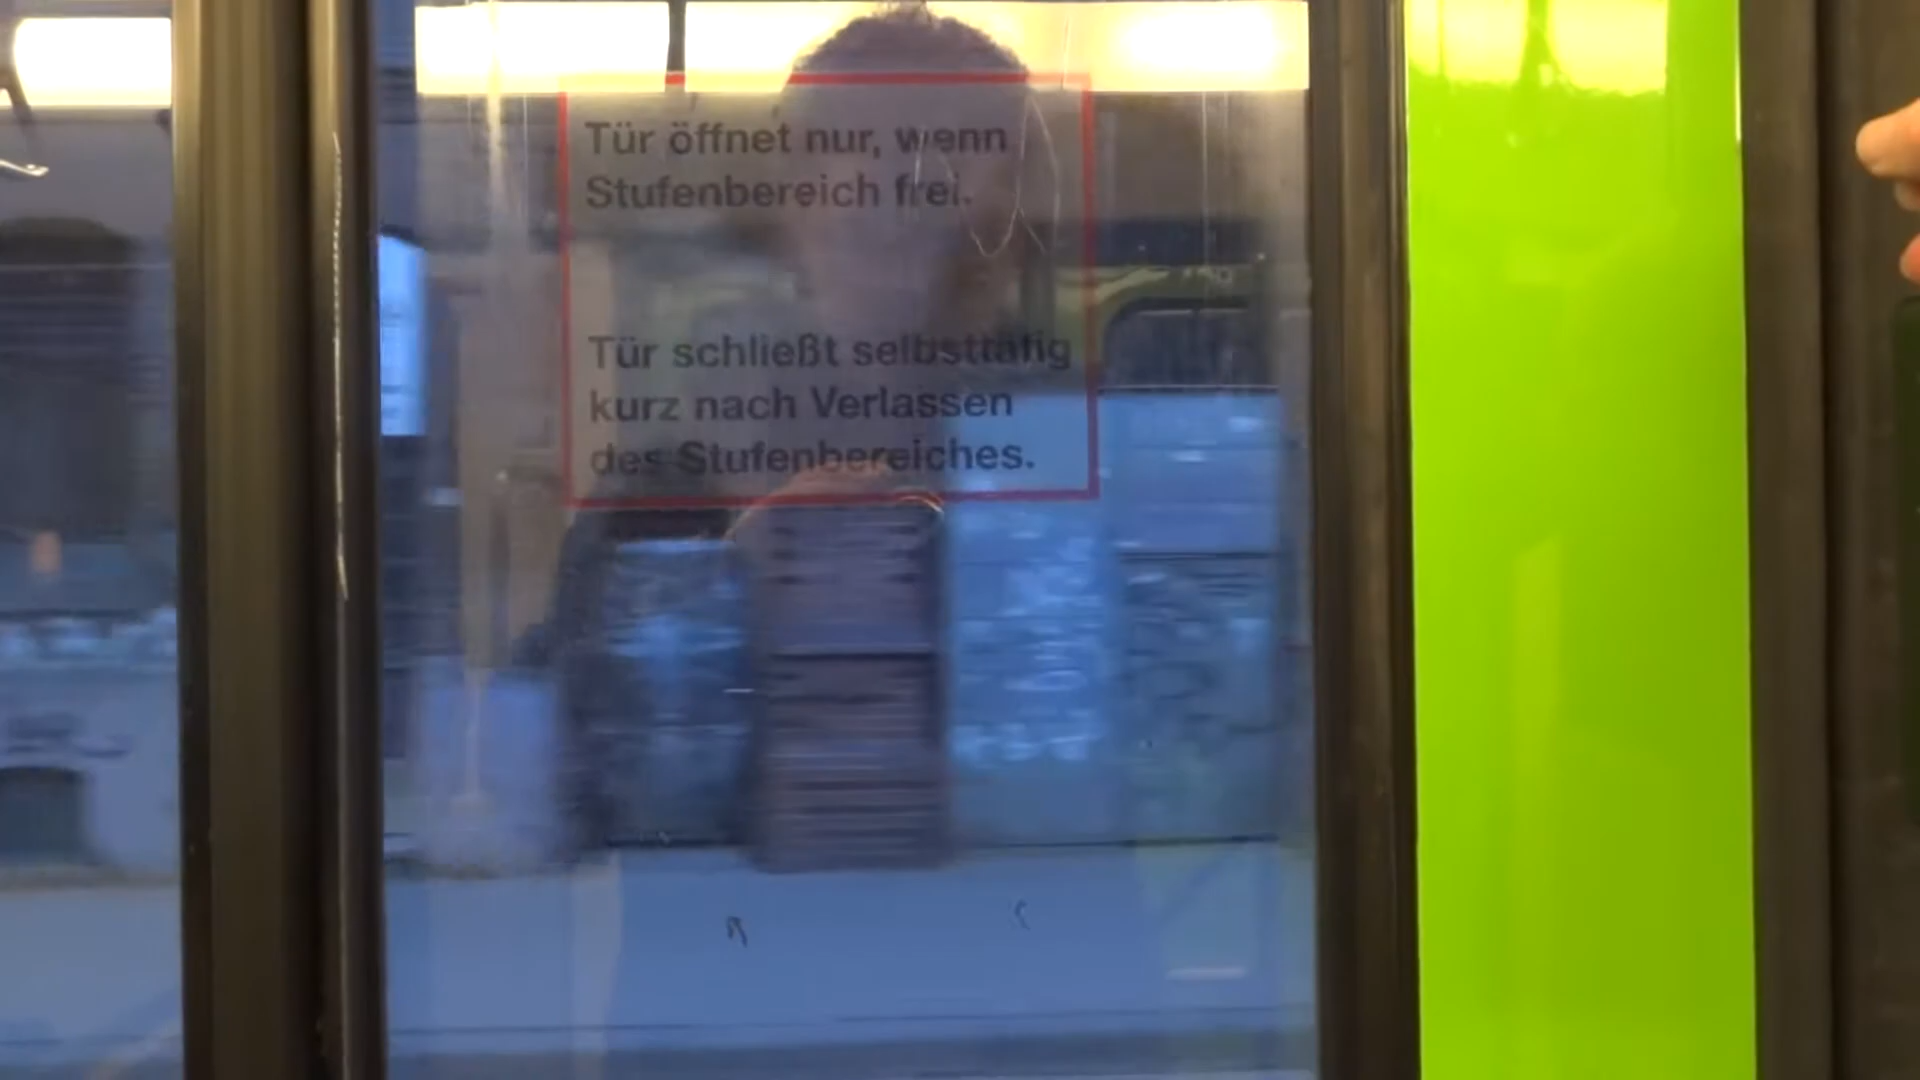 Tür öffnet nur, wenn
Stufenbereich frei.
Tür schließt selbsttätig
kurz nach Verlassen
des Stufenbereiches.